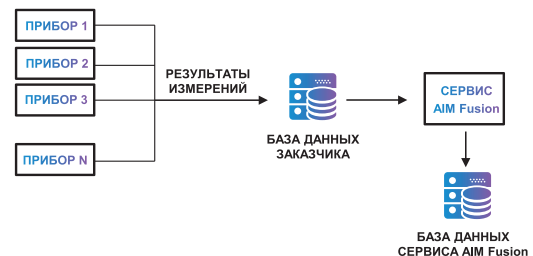 ПРИБОР 1
ПРИБОР 2
ПРИБОР 3
ПРИБОР N
РЕЗУЛЬТАТЫ
ИЗМЕРЕНИЙ
БАЗА ДАННЫХ
ЗАКАЗЧИКА
СЕРВИС
AIM Fusion
БАЗА ДАННЫХ
СЕРВИСА AIM Fusion